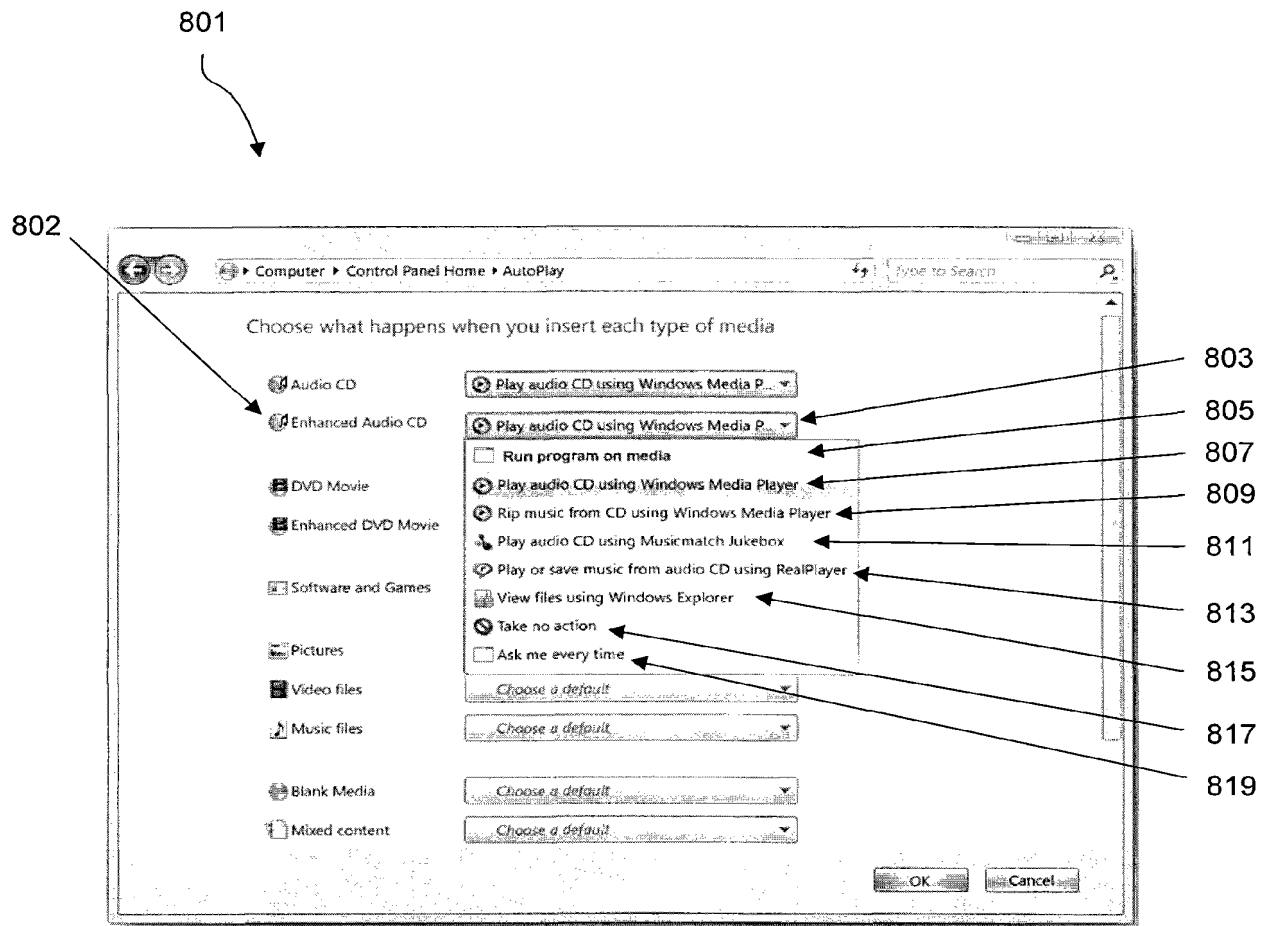 801
802
Computer ▸ Control Panel Home ▸ AutoPlay
Type to Search
Choose what happens when you insert each type of media
Audio CD
Play audio CD using Windows Media P...
Enhanced Audio CD
Play audio CD using Windows Media P...
803
Run program on media
805
DVD Movie
Play audio CD using Windows Media Player
807
Rip music from CD using Windows Media Player
809
Enhanced DVD Movie
Play audio CD using Musicmatch Jukebox
811
Play or save music from audio CD using RealPlayer
813
Software and Games
View files using Windows Explorer
815
Take no action
817
Pictures
Ask me every time
819
Video files
Choose a default
Music files
Choose a default
Blank Media
Choose a default
Mixed content
Choose a default
OK
Cancel